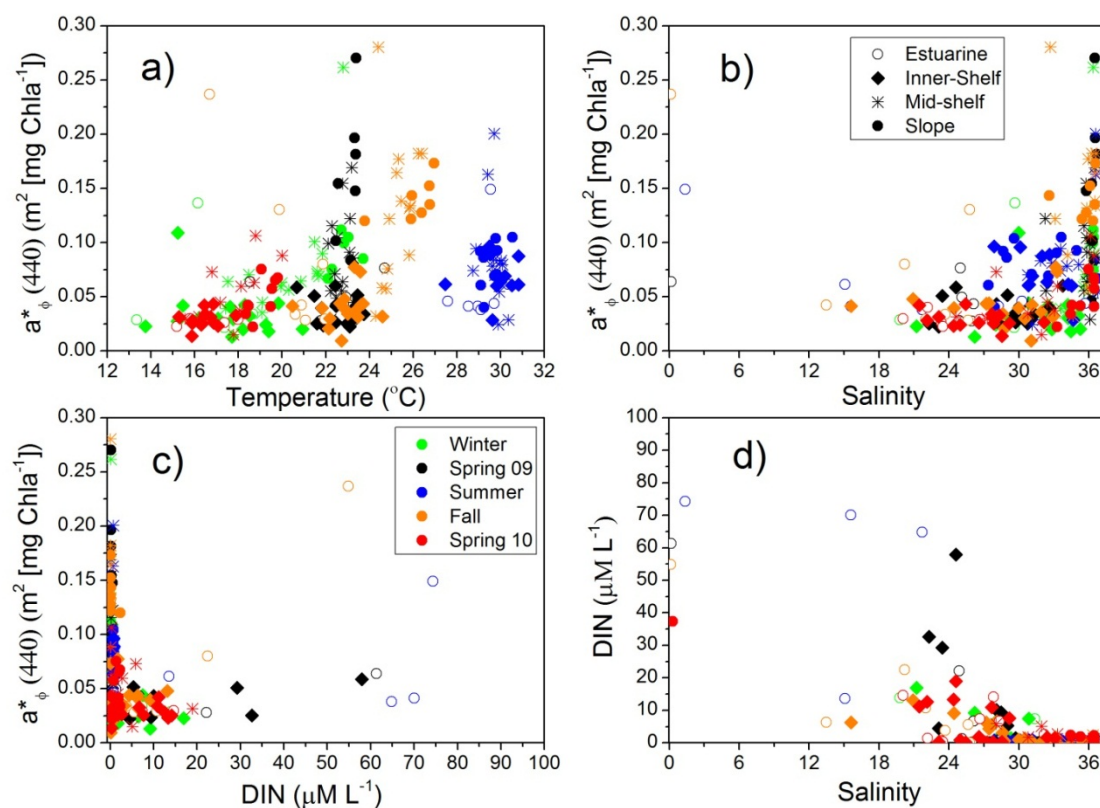 a)
0.30
0.25
0.20
0.15
0.10
0.05
0.00
a*ϕ (440) (m² [mg Chla⁻¹])
12 14 16 18 20 22 24 26 28 30 32
Temperature (°C)
b)
Estuarine
Inner-Shelf
Mid-shelf
Slope
0.30
0.25
0.20
0.15
0.10
0.05
0.00
a*ϕ (440) (m² [mg Chla⁻¹])
0 6 12 18 24 30 36
Salinity
c)
Winter
Spring 09
Summer
Fall
Spring 10
0.30
0.25
0.20
0.15
0.10
0.05
0.00
a*ϕ (440) (m² [mg Chla⁻¹])
0 10 20 30 40 50 60 70 80 90 100
DIN (μM L⁻¹)
d)
100
90
80
70
60
50
40
30
20
10
0
DIN (μM L⁻¹)
0 6 12 18 24 30 36
Salinity